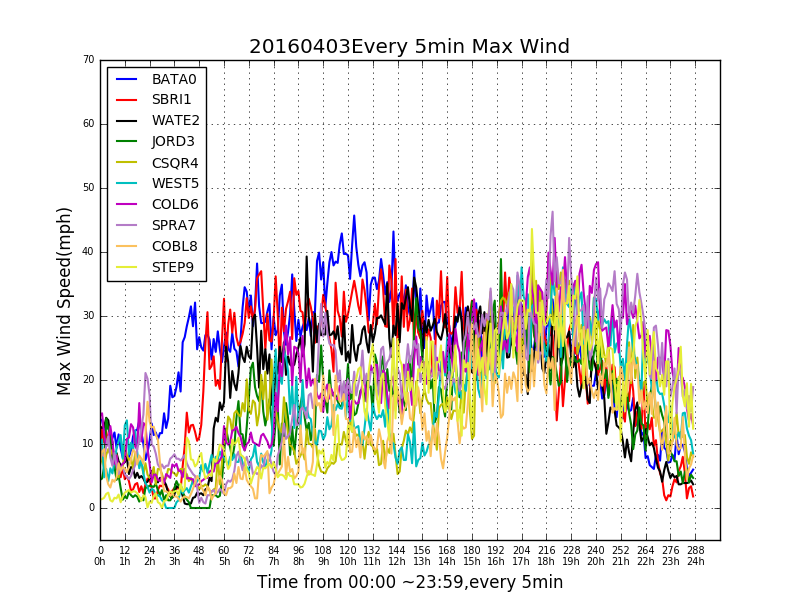 20160403Every 5min Max Wind
70
60
50
40
30
20
10
0
Max Wind Speed(mph)
BATA0
SBRI1
WATE2
JORD3
CSQR4
WEST5
COLD6
SPRA7
COBL8
STEP9
0 12 24 36 48 60 72 84 96 108 120 132 144 156 168 180 192 204 216 228 240 252 264 276 288
0h 1h 2h 3h 4h 5h 6h 7h 8h 9h 10h 11h 12h 13h 14h 15h 16h 17h 18h 19h 20h 21h 22h 23h 24h
Time from 00:00 ~23:59,every 5min